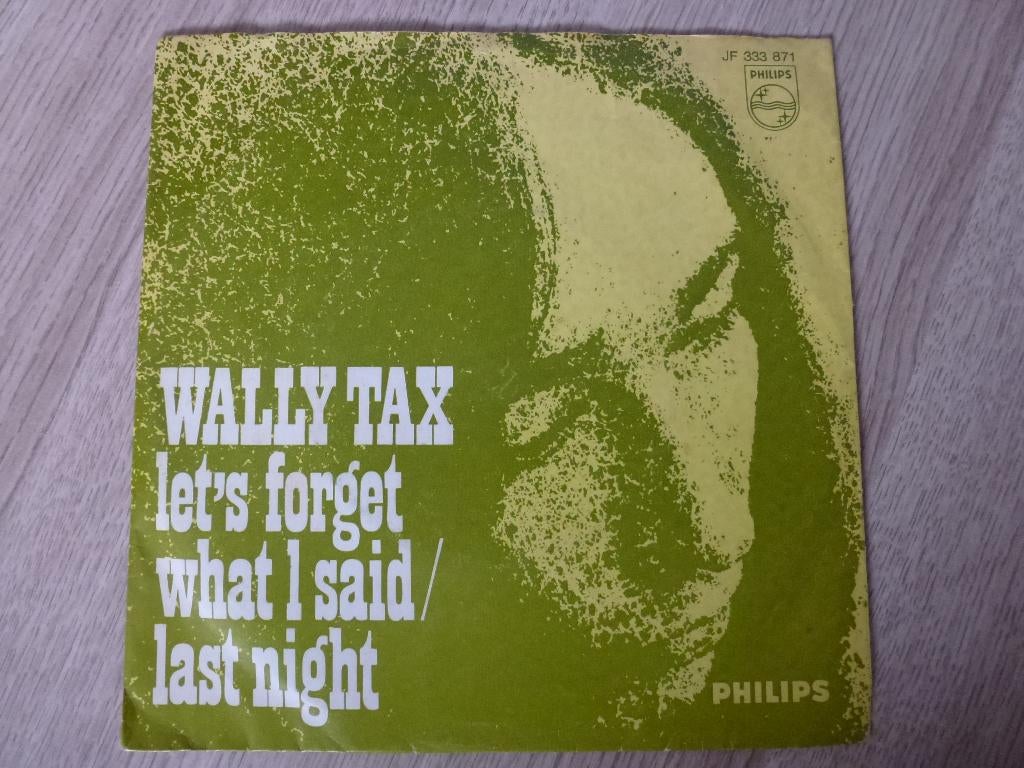 JF 333 871
PHILIPS
WALLY TAX
let's forget
what I said /
last night
PHILIPS